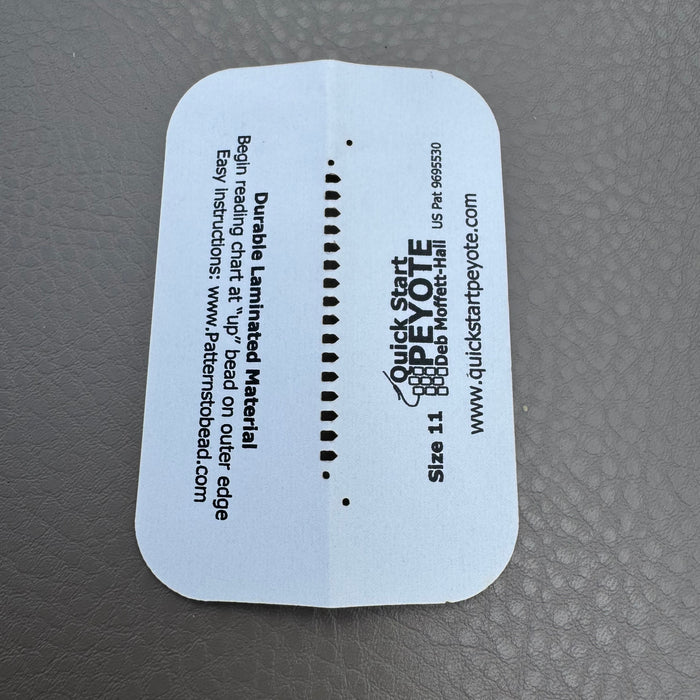 Durable Laminated Material
Begin reading chart at "up" bead on outer edge
Easy instructions: www.Patternstobead.com
Quick Start
PEYOTE
Size 11
Deb Moffett-Hall
US Pat 9695530
www.quickstartpeyote.com